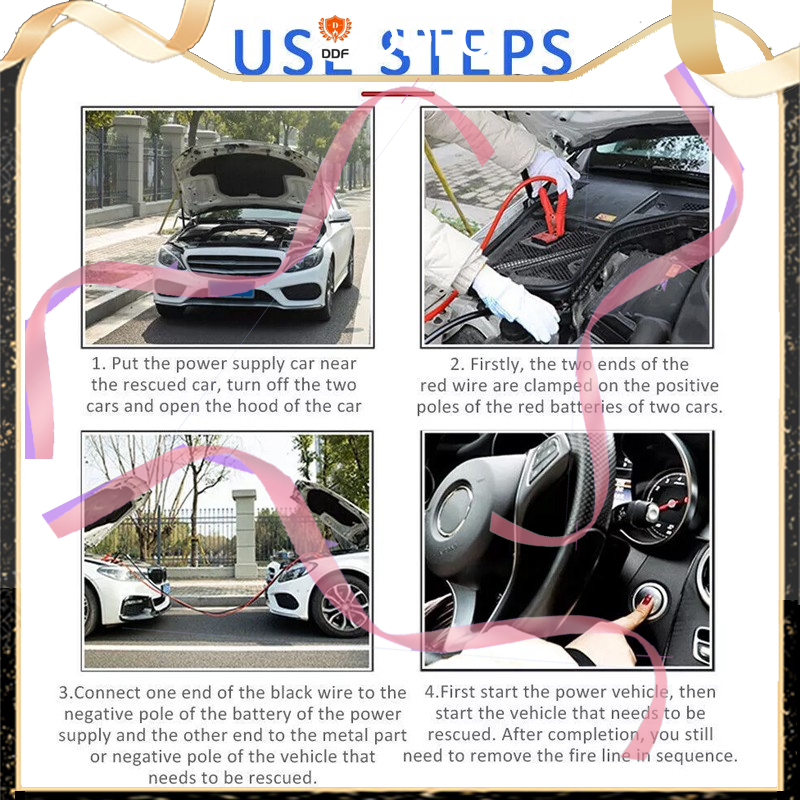 DDF
USE STEPS
1. Put the power supply car near
the rescued car, turn off the two
cars and open the hood of the car
2. Firstly, the two ends of the
red wire are clamped on the positive
poles of the red batteries of two cars.
3.Connect one end of the black wire to the
negative pole of the battery of the power
supply and the other end to the metal part
or negative pole of the vehicle that
needs to be rescued.
4.First start the power vehicle, then
start the vehicle that needs to be
rescued. After completion, you still
need to remove the fire line in sequence.